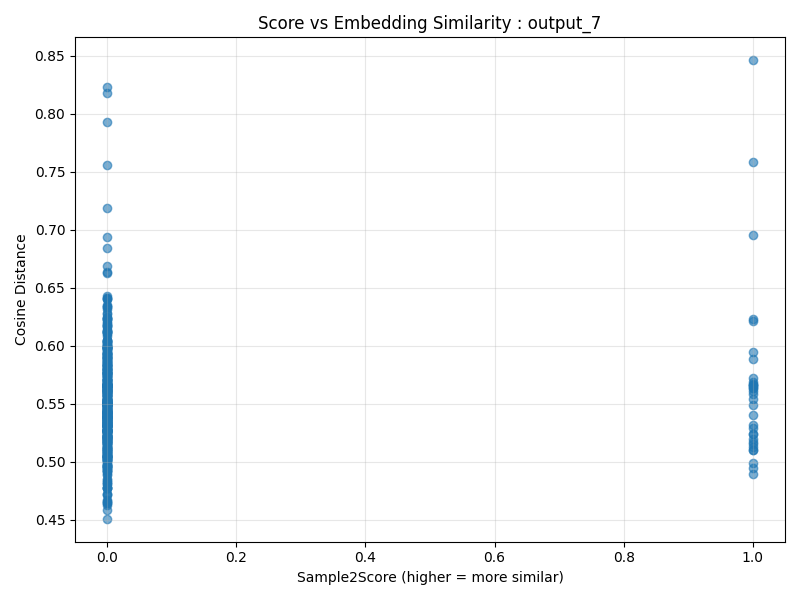 Score vs Embedding Similarity : output_7
Cosine Distance
0.85
0.80
0.75
0.70
0.65
0.60
0.55
0.50
0.45
0.0 0.2 0.4 0.6 0.8 1.0
Sample2Score (higher = more similar)